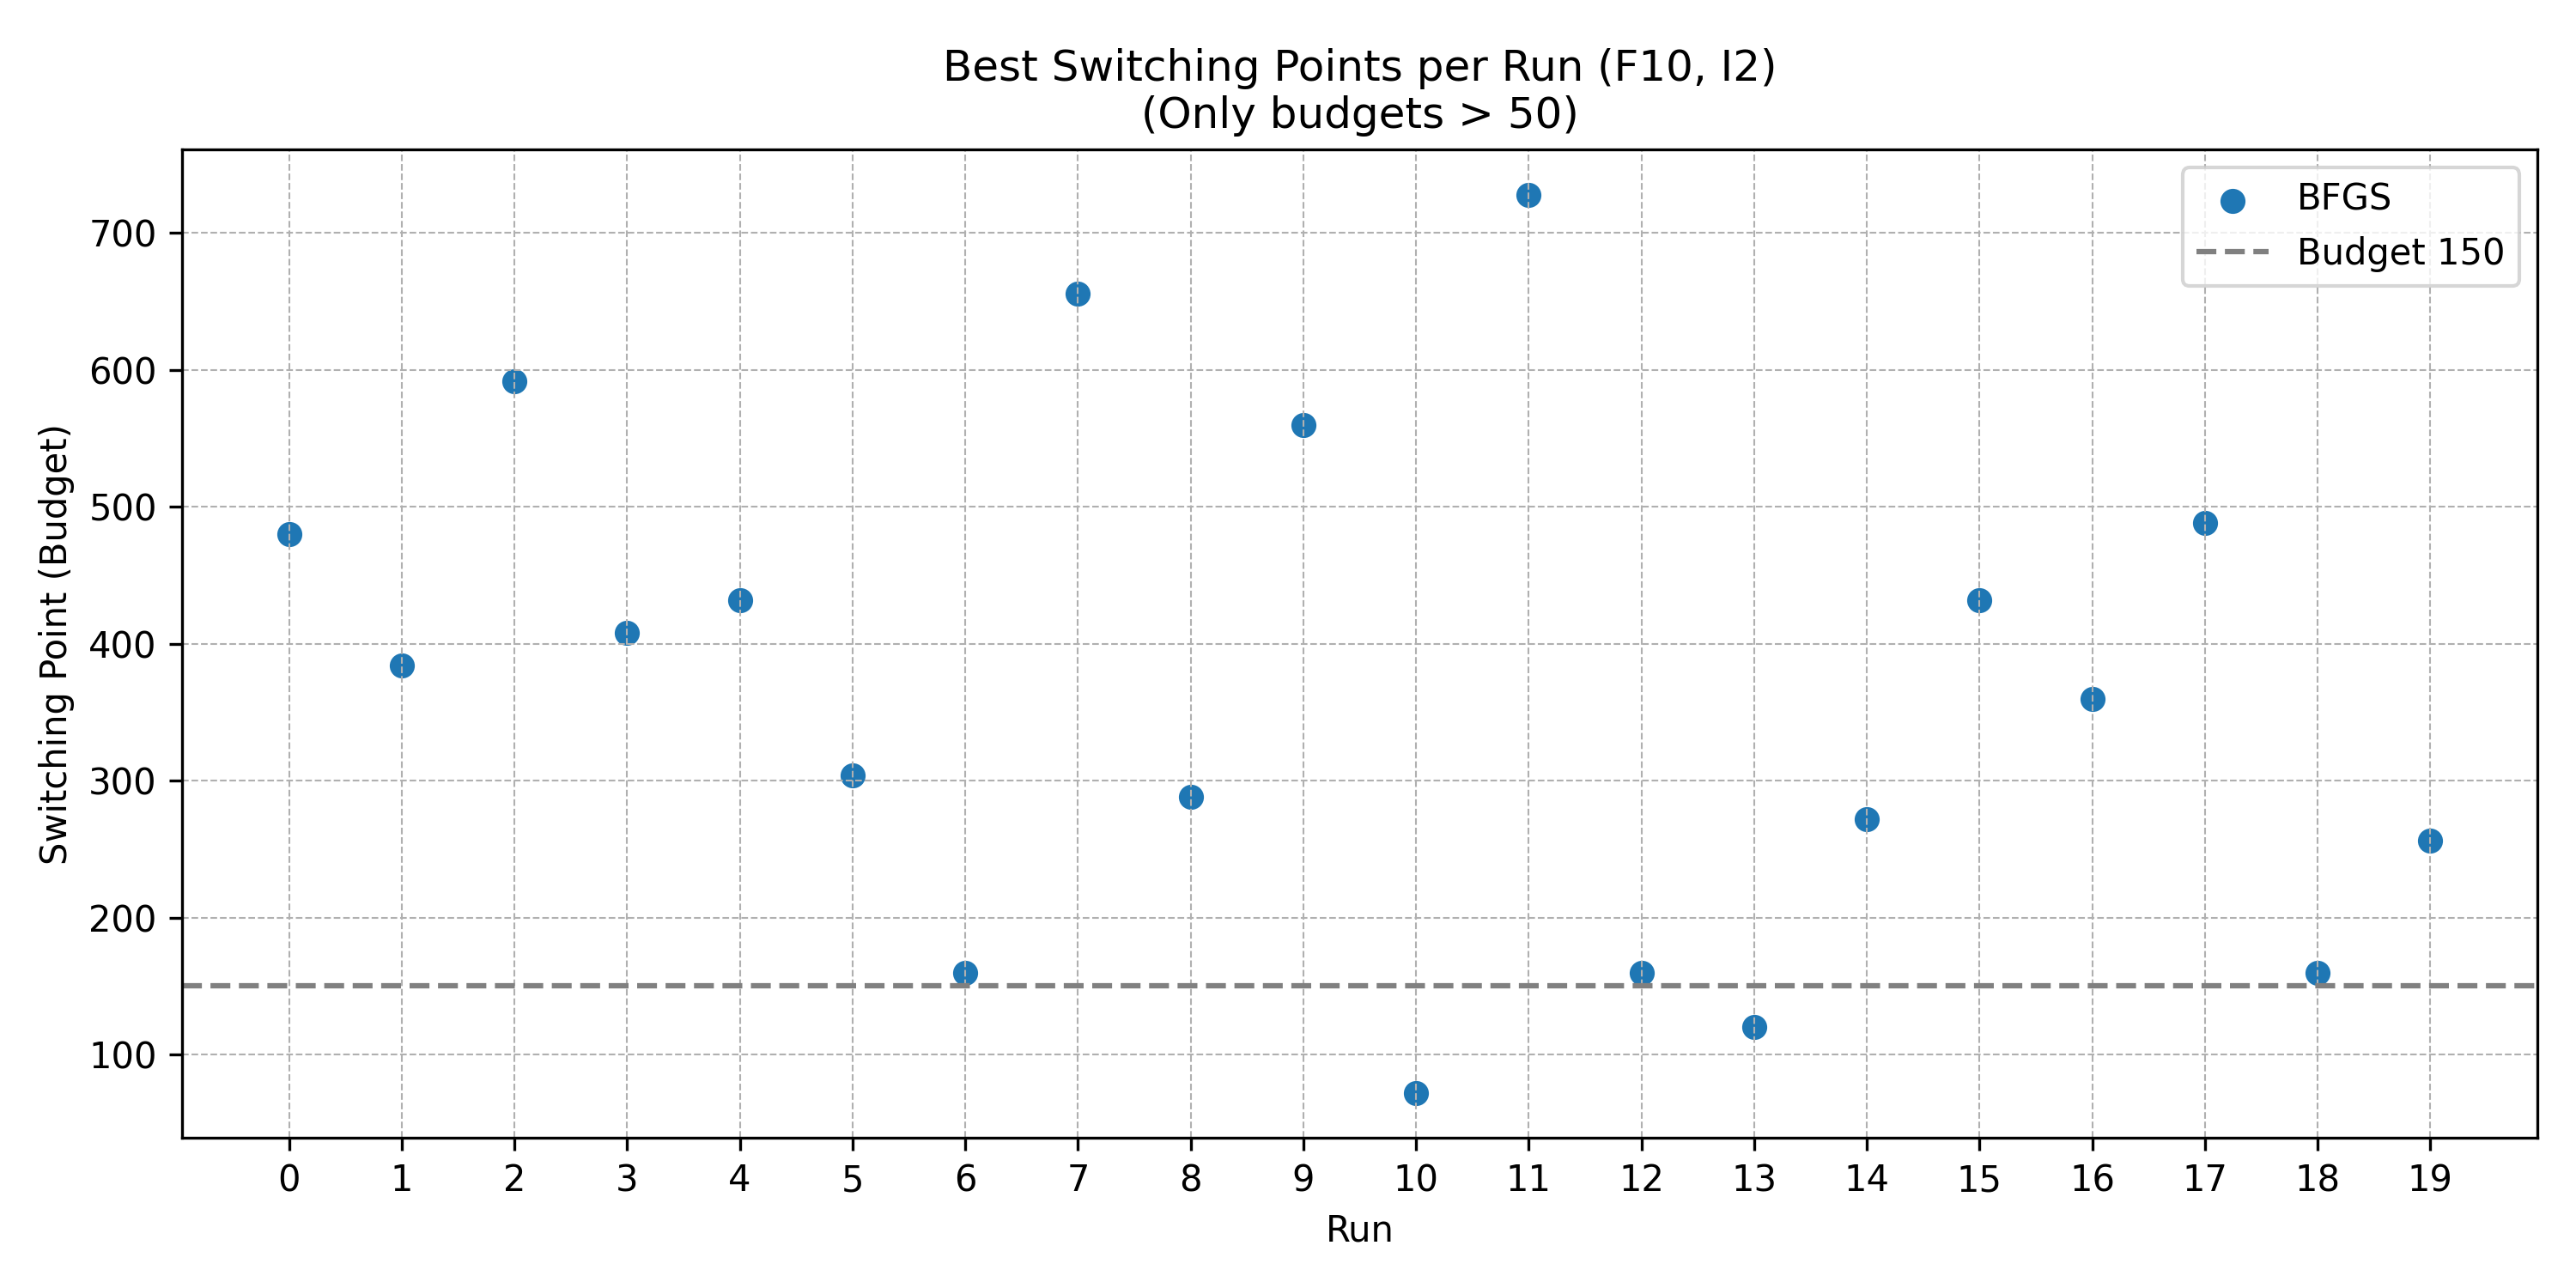 Best Switching Points per Run (F10, I2)
(Only budgets > 50)
BFGS
Budget 150
Switching Point (Budget)
700
600
500
400
300
200
100
0 1 2 3 4 5 6 7 8 9 10 11 12 13 14 15 16 17 18 19
Run